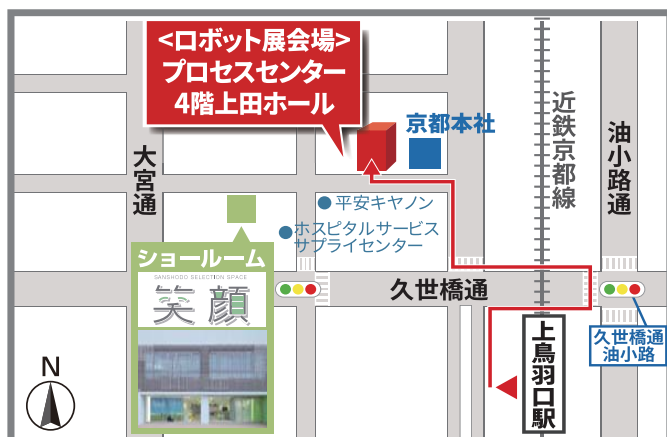 <ロボット展会場>
プロセスセンター
4階上田ホール
京都本社
近鉄京都線
油小路通
大宮通
平安キヤノン
ホスピタルサービス
サプライセンター
ショールーム
SANSHODO SELECTION SPACE
笑顔
久世橋通
久世橋通
油小路
上鳥羽口駅
N